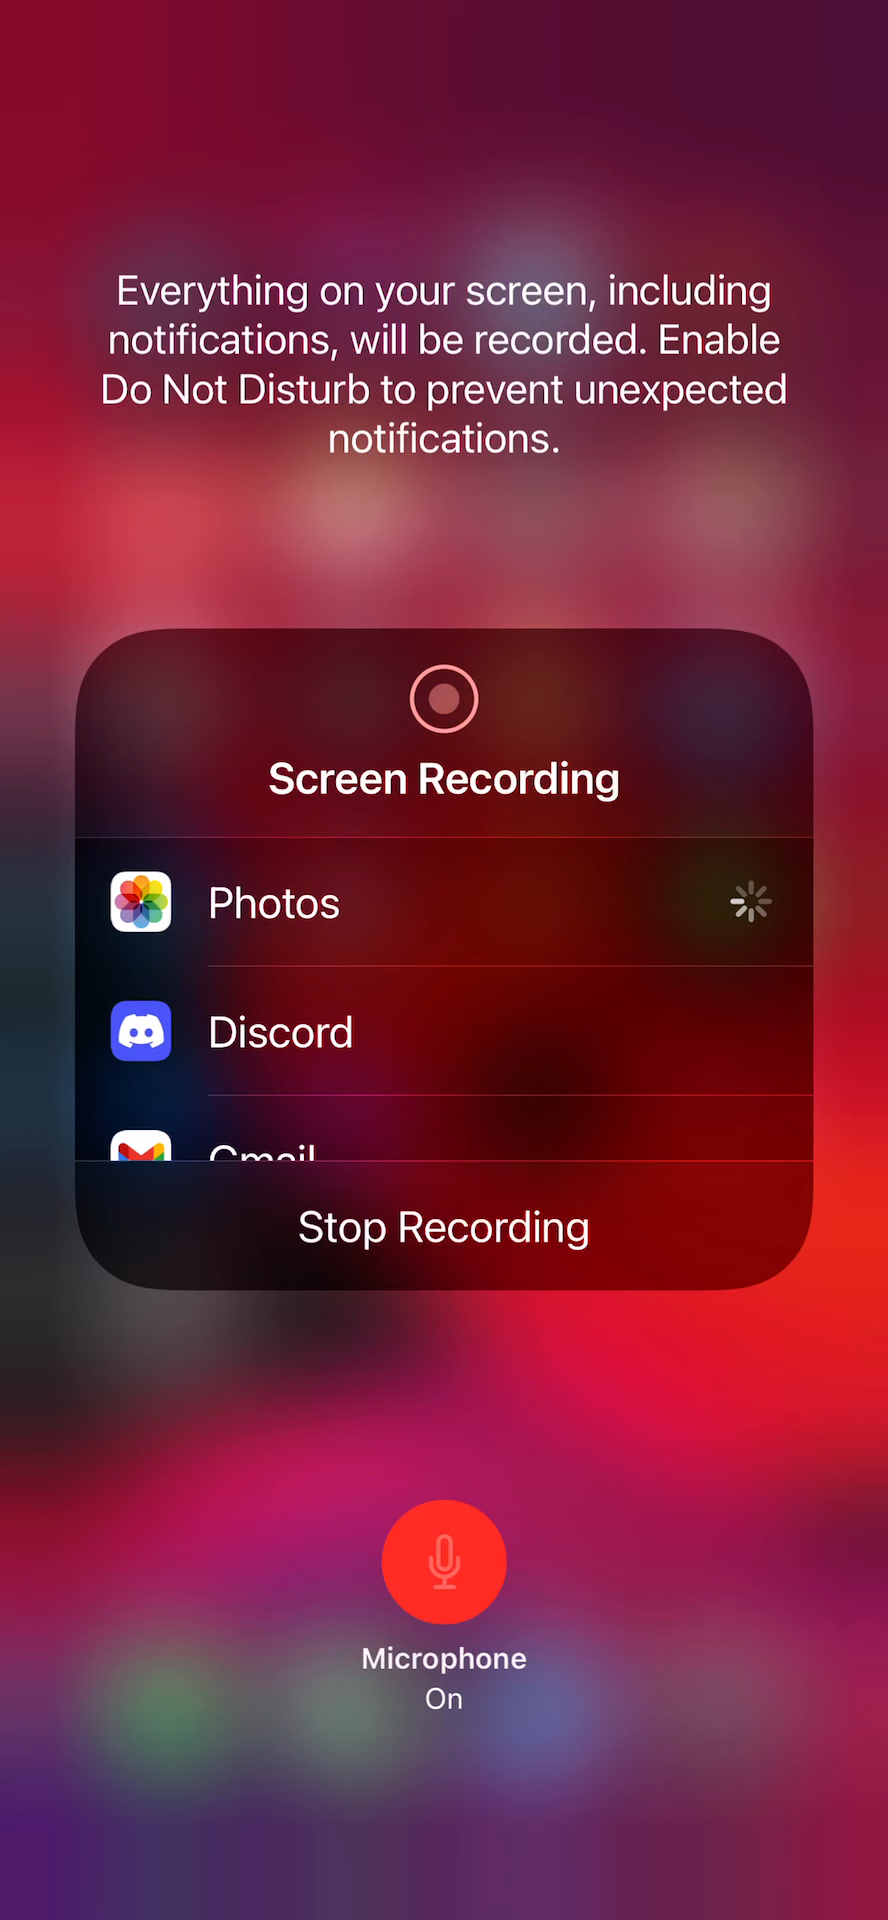 Everything on your screen, including
notifications, will be recorded. Enable
Do Not Disturb to prevent unexpected
notifications.
Screen Recording
Photos
Discord
Gmail
Stop Recording
Microphone
On